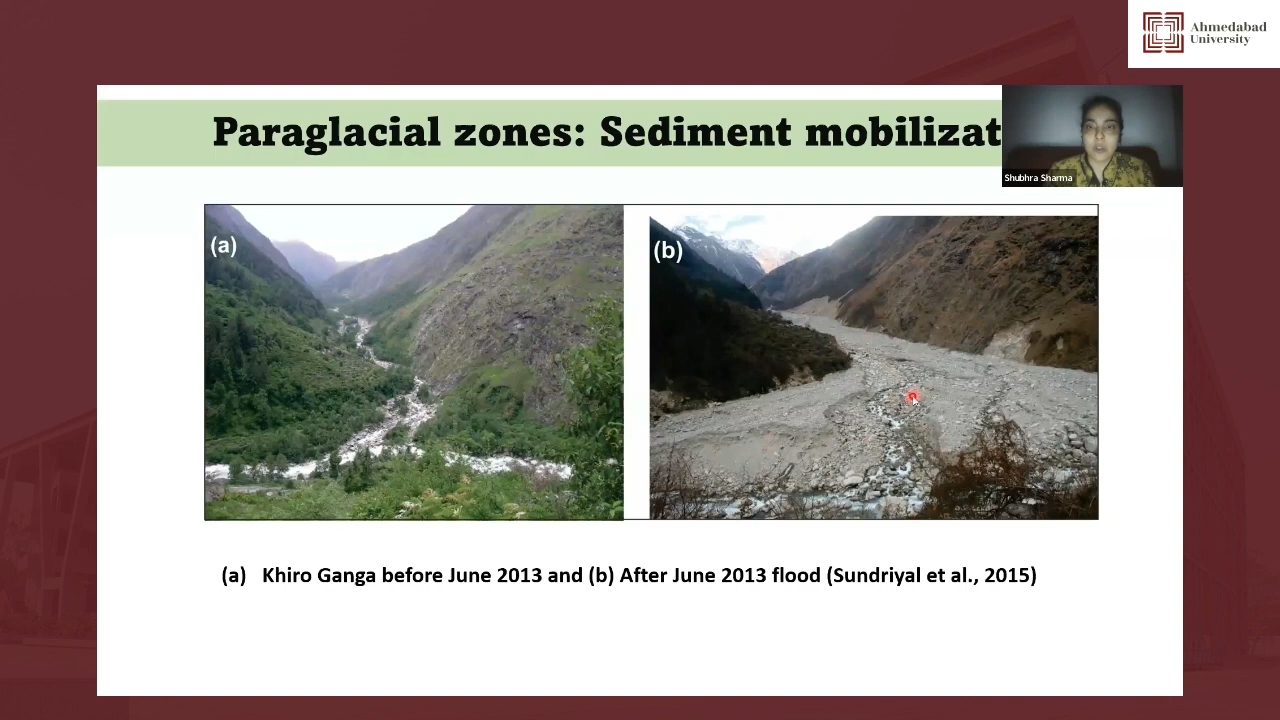 Ahmedabad
University
Paraglacial zones: Sediment mobilizat
Shubhra Sharma
(a)
(b)
(a) Khiro Ganga before June 2013 and (b) After June 2013 flood (Sundriyal et al., 2015)